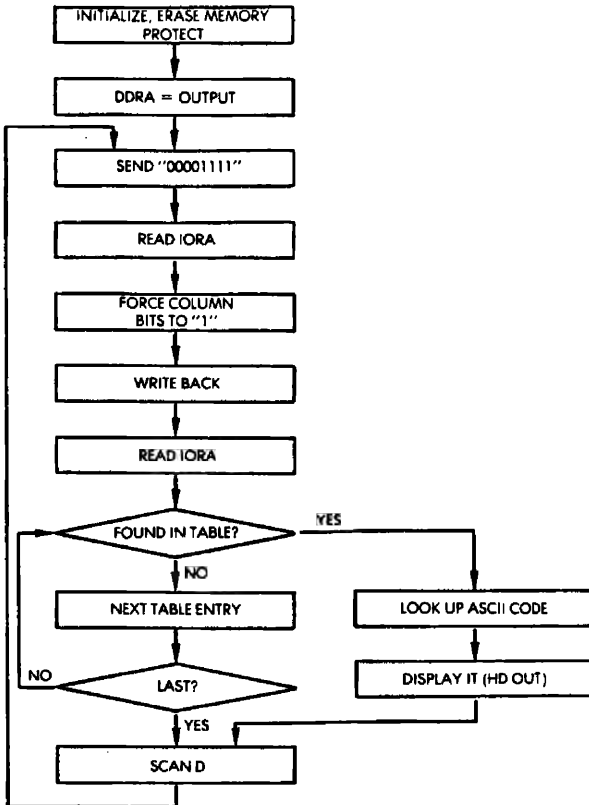 INITIALIZE, ERASE MEMORY
PROTECT
DDRA = OUTPUT
SEND "00001111"
READ IORA
FORCE COLUMN
BITS TO "1"
WRITE BACK
READ IORA
FOUND IN TABLE?
YES
NO
NEXT TABLE ENTRY
LOOK UP ASCII CODE
NO
LAST?
DISPLAY IT (HD OUT)
YES
SCAN D